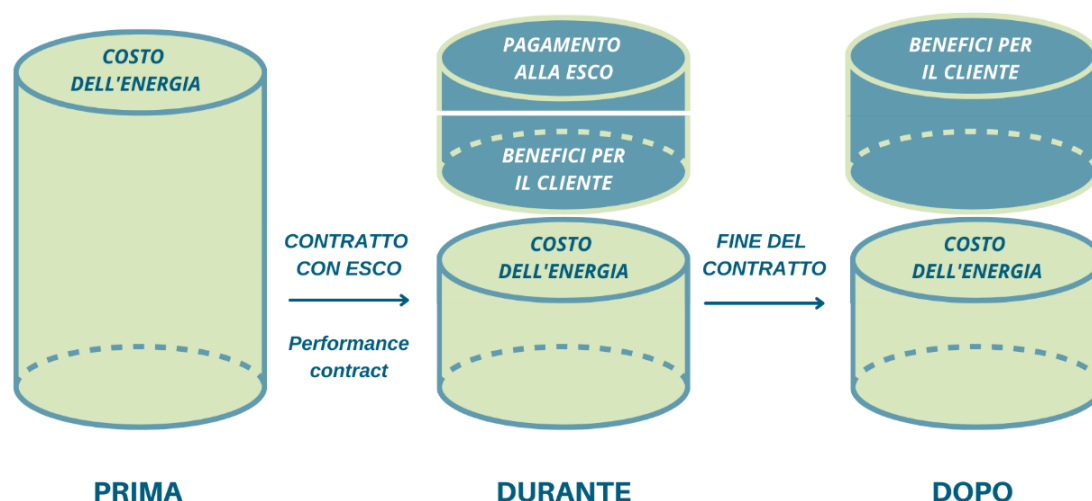 COSTO
DELL'ENERGIA
CONTRATTO
CON ESCO
Performance
contract
PAGAMENTO
ALLA ESCO
BENEFICI PER
IL CLIENTE
COSTO
DELL'ENERGIA
FINE DEL
CONTRATTO
BENEFICI PER
IL CLIENTE
COSTO
DELL'ENERGIA
PRIMA
DURANTE
DOPO